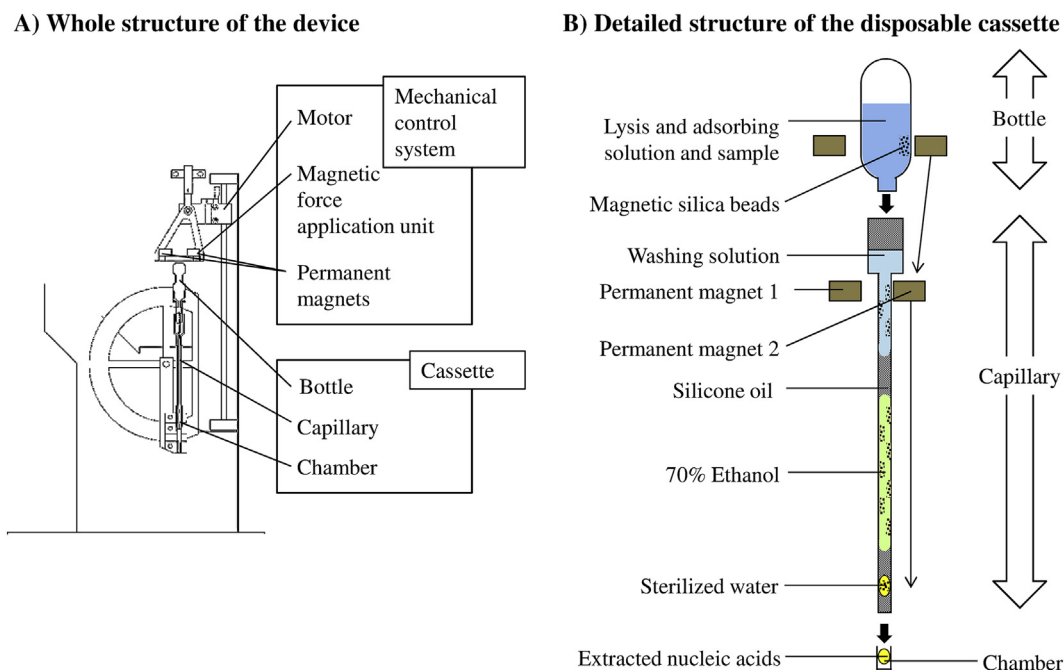 A) Whole structure of the device
Motor
Mechanical
control
system
Magnetic
force
application unit
Permanent
magnets
Cassette
Bottle
Capillary
Chamber
B) Detailed structure of the disposable cassette
Lysis and adsorbing
solution and sample
Magnetic silica beads
Bottle
Washing solution
Permanent magnet 1
Permanent magnet 2
Silicone oil
Capillary
70% Ethanol
Sterilized water
Extracted nucleic acids
Chamber